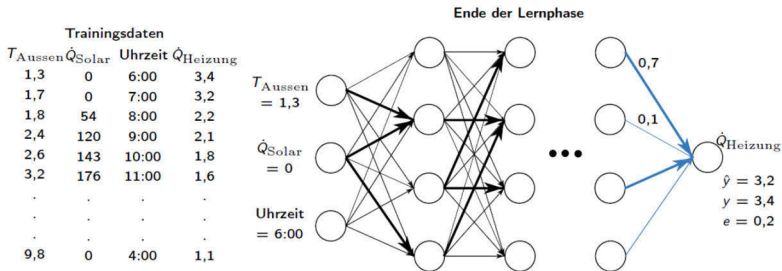 Trainingsdaten
T_Aussen Q̇_Solar Uhrzeit Q̇_Heizung
1,3 0 6:00 3,4
1,7 0 7:00 3,2
1,8 54 8:00 2,2
2,4 120 9:00 2,1
2,6 143 10:00 1,8
3,2 176 11:00 1,6
. . . .
. . . .
. . . .
9,8 0 4:00 1,1
Ende der Lernphase
T_Aussen
= 1,3
Q̇_Solar
= 0
Uhrzeit
= 6:00
0,7
0,1
Q̇_Heizung
ŷ = 3,2
y = 3,4
e = 0,2